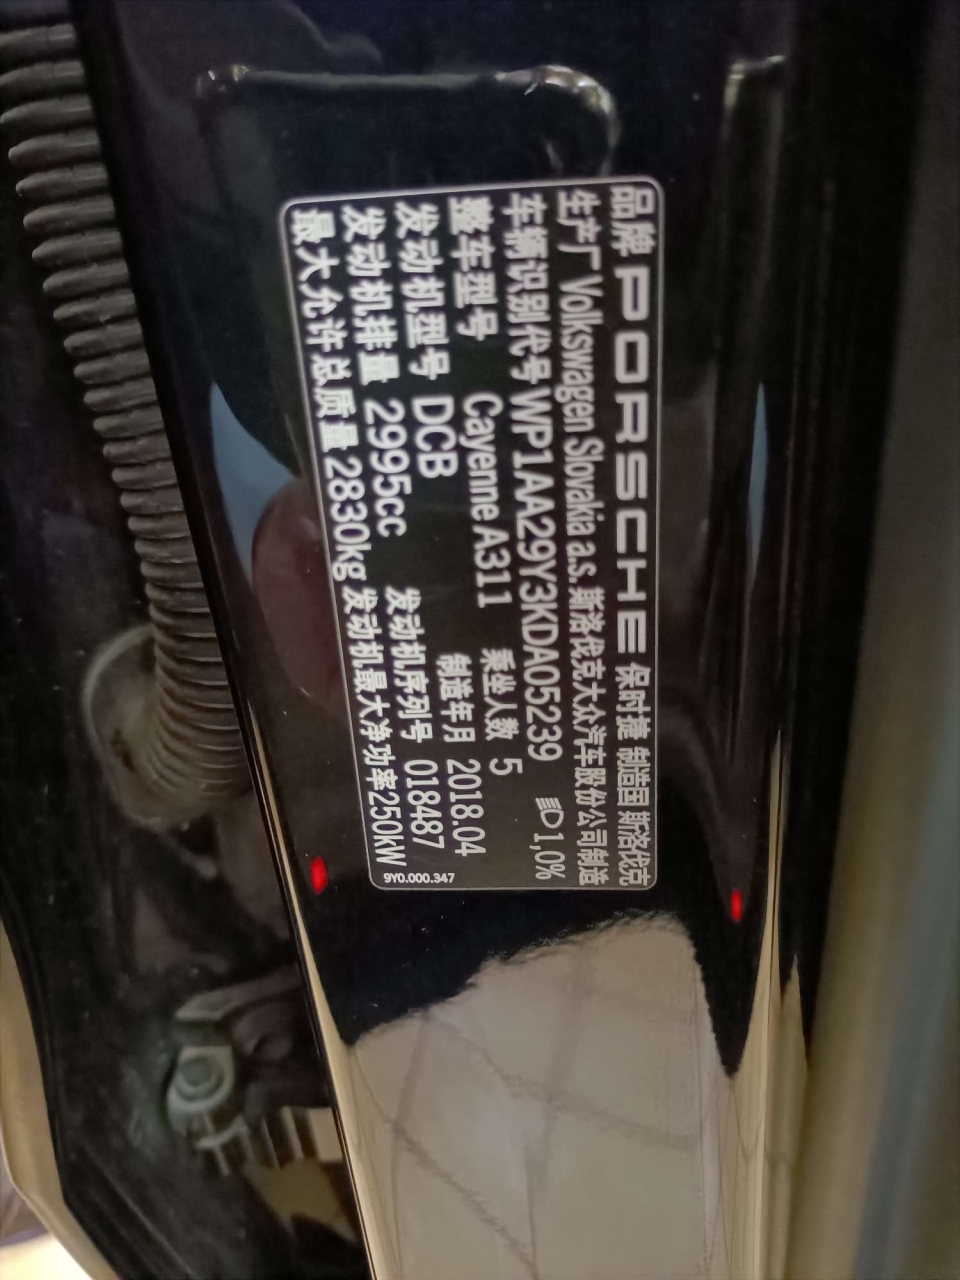 品牌 PORSCHE 保时捷 制造国 斯洛伐克
生产厂 Volkswagen Slovakia a.s. 斯洛伐克大众汽车股份公司制造
车辆识别代号 WP1AA29Y3KDA05239 1,0%
整车型号 Cayenne A311 乘坐人数 5
发动机型号 DCB 制造年月 2018.04
发动机排量 2995cc 发动机序列号 018487
最大允许总质量 2830kg 发动机最大净功率250kW
9Y0.000.347